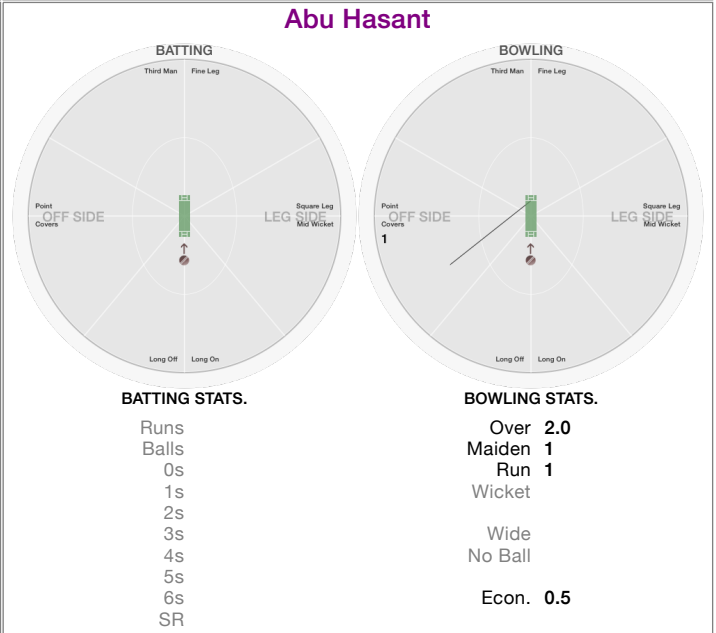 Abu Hasant
BATTING
Third Man Fine Leg
Point
OFF SIDE
Covers
Square Leg
LEG SIDE
Mid Wicket
Long Off Long On
BOWLING
Third Man Fine Leg
Point
OFF SIDE
Covers
1
Square Leg
LEG SIDE
Mid Wicket
Long Off Long On
BATTING STATS.
Runs
Balls
0s
1s
2s
3s
4s
5s
6s
SR
BOWLING STATS.
Over 2.0
Maiden 1
Run 1
Wicket
Wide
No Ball
Econ. 0.5